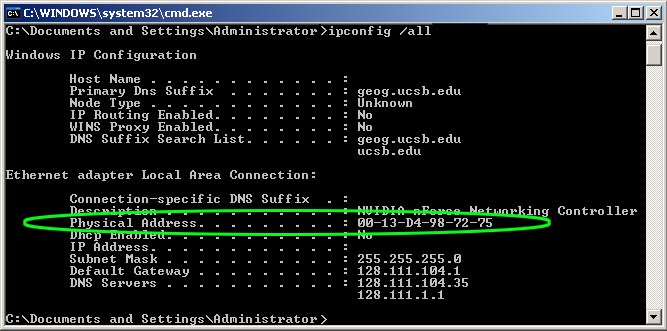 C:\WINDOWS\system32\cmd.exe
C:\Documents and Settings\Administrator>ipconfig /all
Windows IP Configuration
Host Name . . . . . . . . . . . . :
Primary Dns Suffix . . . . . . . : geog.ucsb.edu
Node Type . . . . . . . . . . . . : Unknown
IP Routing Enabled. . . . . . . . : No
WINS Proxy Enabled. . . . . . . . : No
DNS Suffix Search List. . . . . . : geog.ucsb.edu
ucsb.edu
Ethernet adapter Local Area Connection:
Connection-specific DNS Suffix . :
Description . . . . . . . . . . . : NVIDIA nForce Networking Controller
Physical Address. . . . . . . . . : 00-13-D4-98-72-75
Dhcp Enabled. . . . . . . . . . . : No
IP Address. . . . . . . . . . . . :
Subnet Mask . . . . . . . . . . . : 255.255.255.0
Default Gateway . . . . . . . . . : 128.111.104.1
DNS Servers . . . . . . . . . . . : 128.111.104.35
128.111.1.1
C:\Documents and Settings\Administrator>